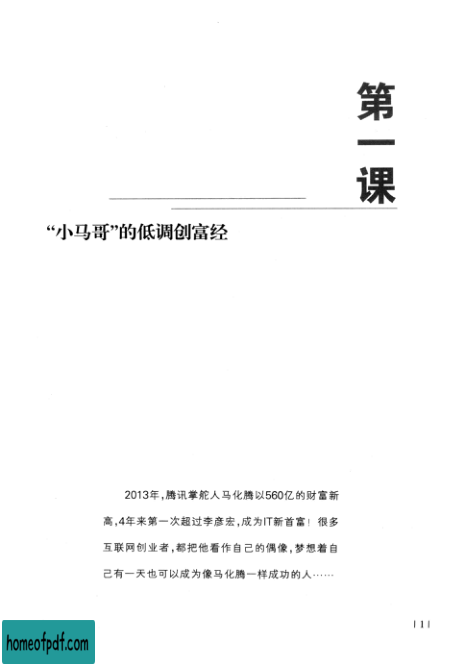 第一课
“小马哥”的低调创富经
2013年,腾讯掌舵人马化腾以560亿的财富新
高,4年来第一次超过李彦宏,成为IT新首富！很多
互联网创业者,都把他看作自己的偶像,梦想着自
己有一天也可以成为像马化腾一样成功的人……
| 1 |
homeofpdf.com